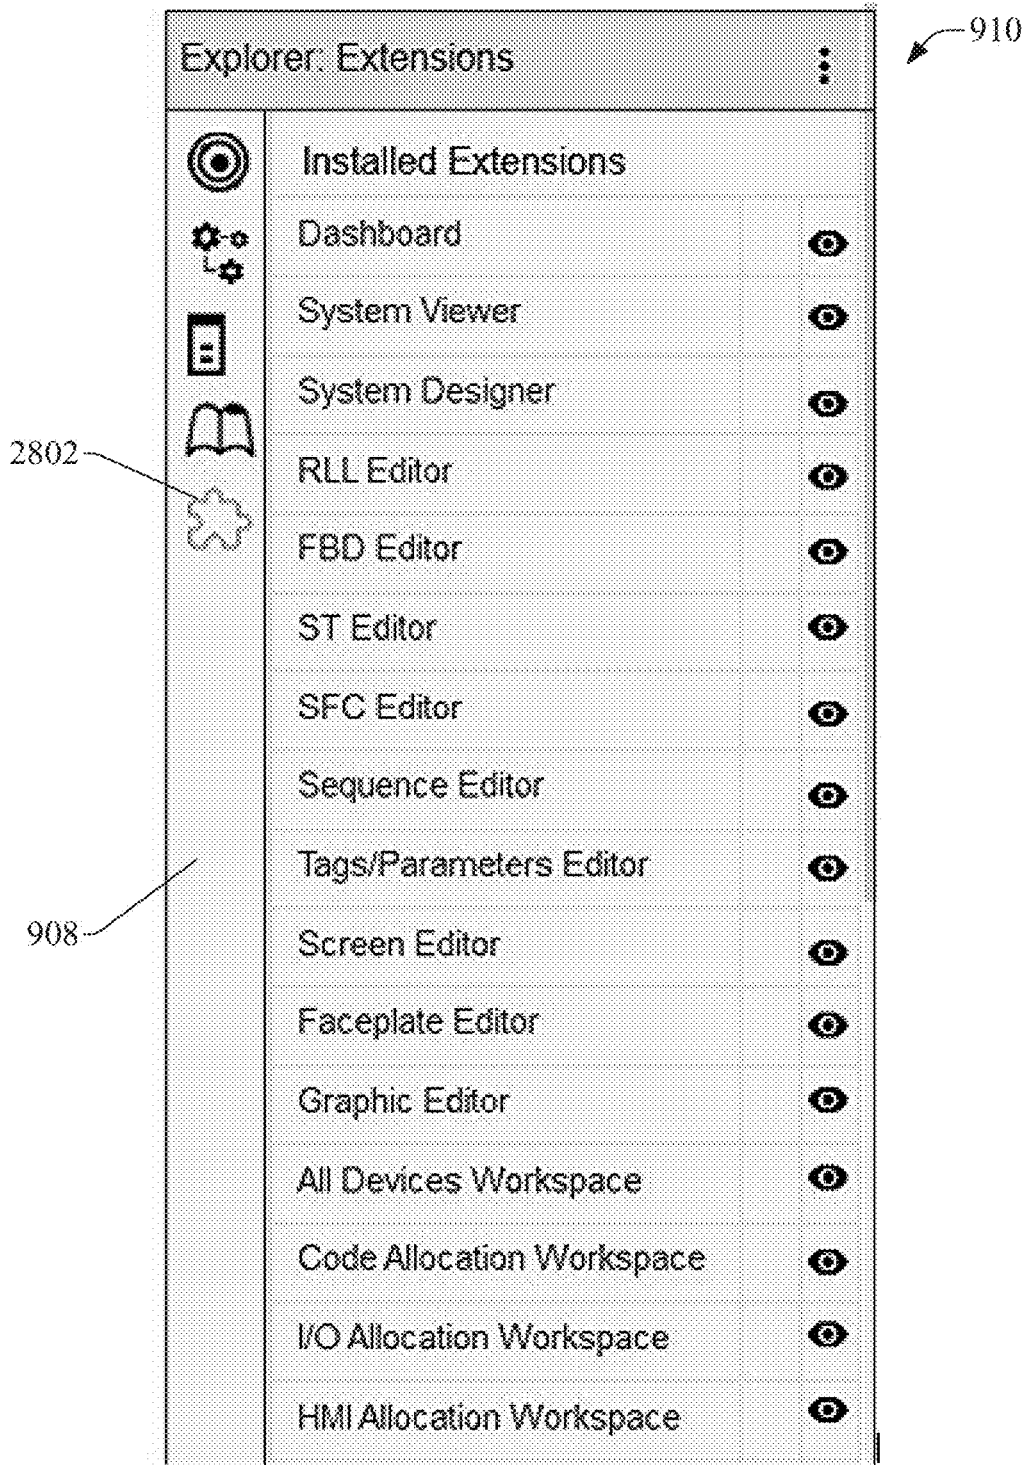 910
Explorer: Extensions
Installed Extensions
Dashboard
System Viewer
System Designer
2802
RLL Editor
FBD Editor
ST Editor
SFC Editor
Sequence Editor
Tags/Parameters Editor
908
Screen Editor
Faceplate Editor
Graphic Editor
All Devices Workspace
Code Allocation Workspace
I/O Allocation Workspace
HMI Allocation Workspace